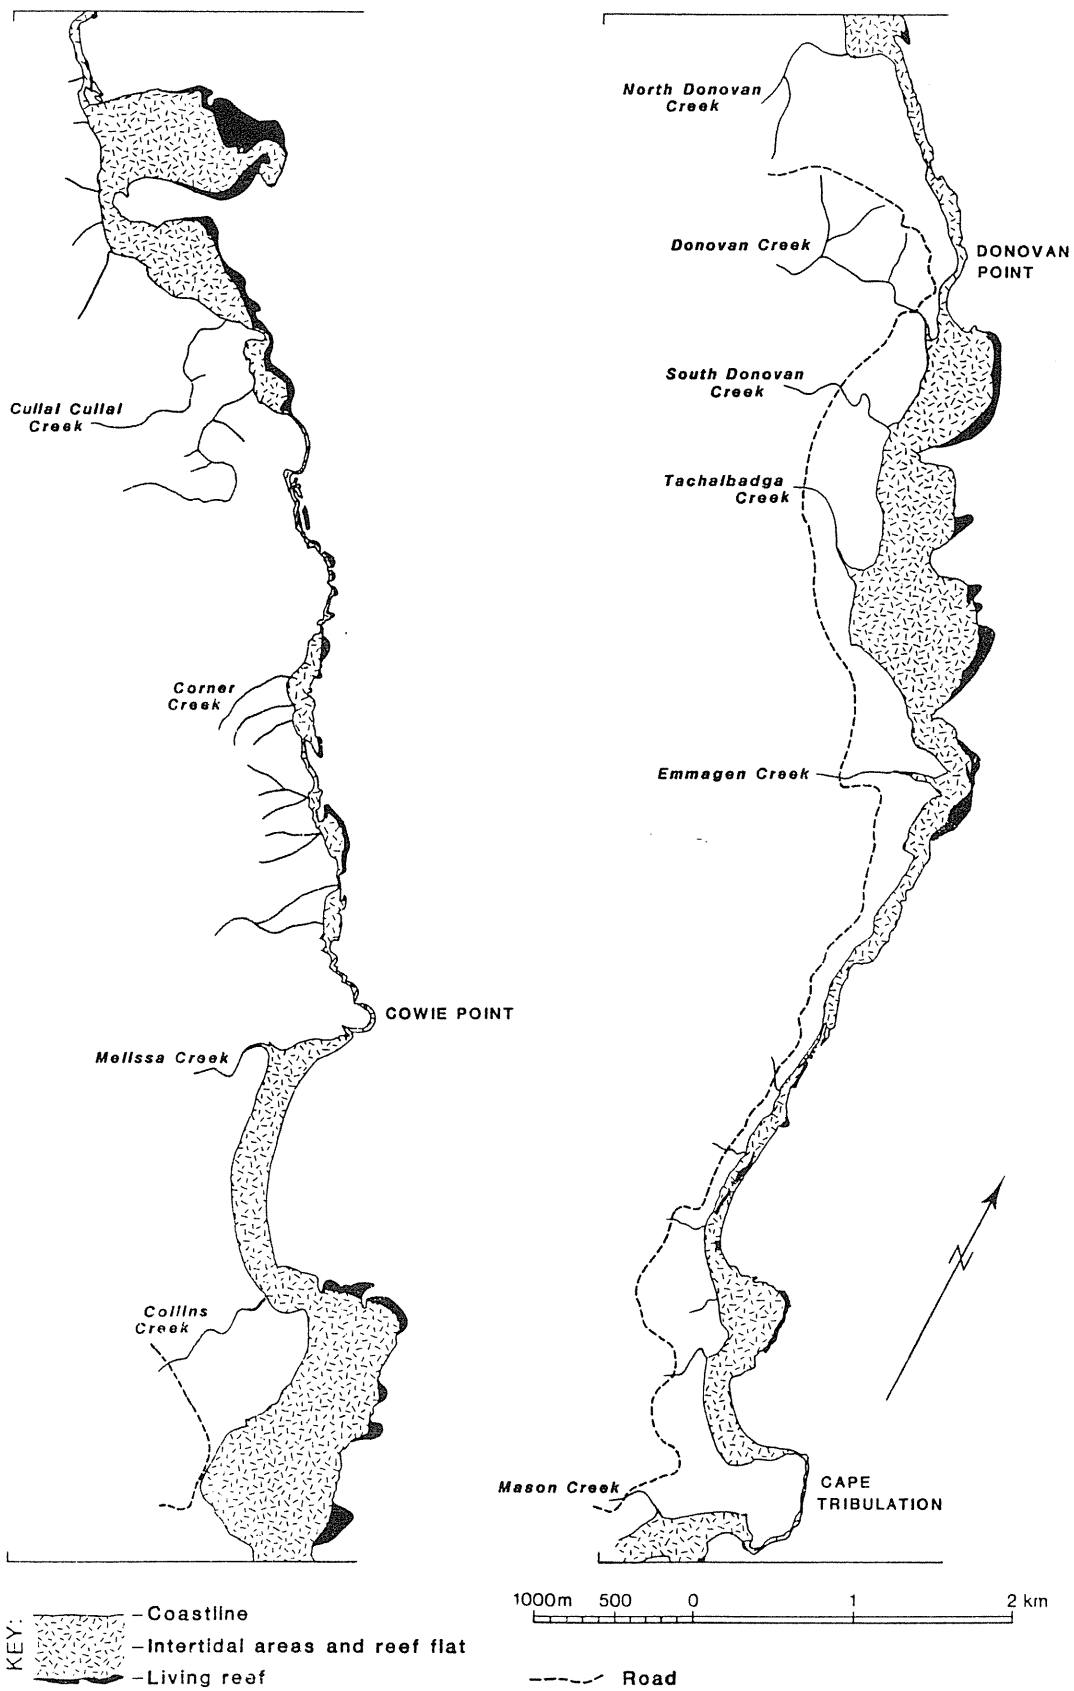 Cullal Cullal
Creek
Corner
Creek
COWIE POINT
Melissa Creek
Collins
Creek
North Donovan
Creek
Donovan Creek
DONOVAN
POINT
South Donovan
Creek
Tachalbadga
Creek
Emmagen Creek
N
Mason Creek
CAPE
TRIBULATION
KEY:
Coastline
Intertidal areas and reef flat
Living reef
1000m 500 0 1 2 km
Road